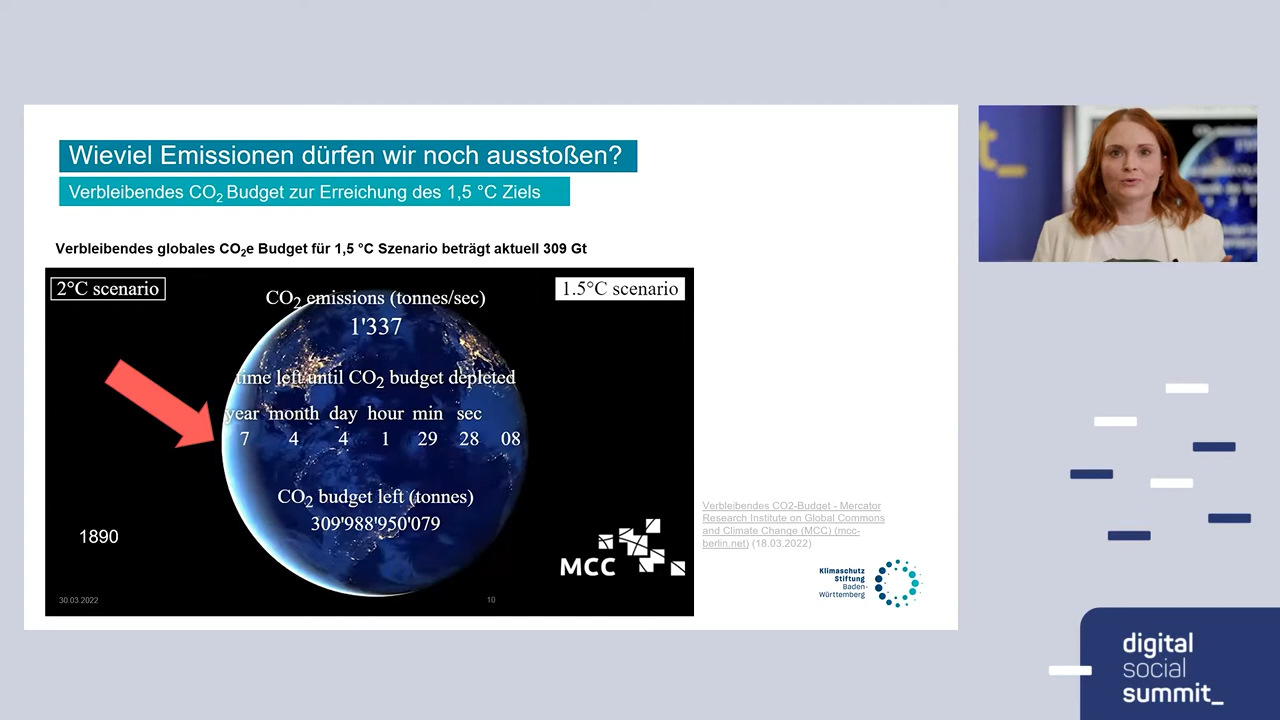 Wieviel Emissionen dürfen wir noch ausstoßen?
Verbleibendes CO2 Budget zur Erreichung des 1,5 °C Ziels
Verbleibendes globales CO2e Budget für 1,5 °C Szenario beträgt aktuell 309 Gt
2°C scenario
1.5°C scenario
CO2 emissions (tonnes/sec)
1'337
time left until CO2 budget depleted
year month day hour min sec
7 4 4 1 29 28 08
CO2 budget left (tonnes)
309'988'950'079
1890
MCC
30.03.2022
10
Verbleibendes CO2-Budget - Mercator
Research Institute on Global Commons
and Climate Change (MCC) (mcc-
berlin.net) (18.03.2022)
Klimaschutz
Stiftung
Baden-
Württemberg
digital
social
summit_